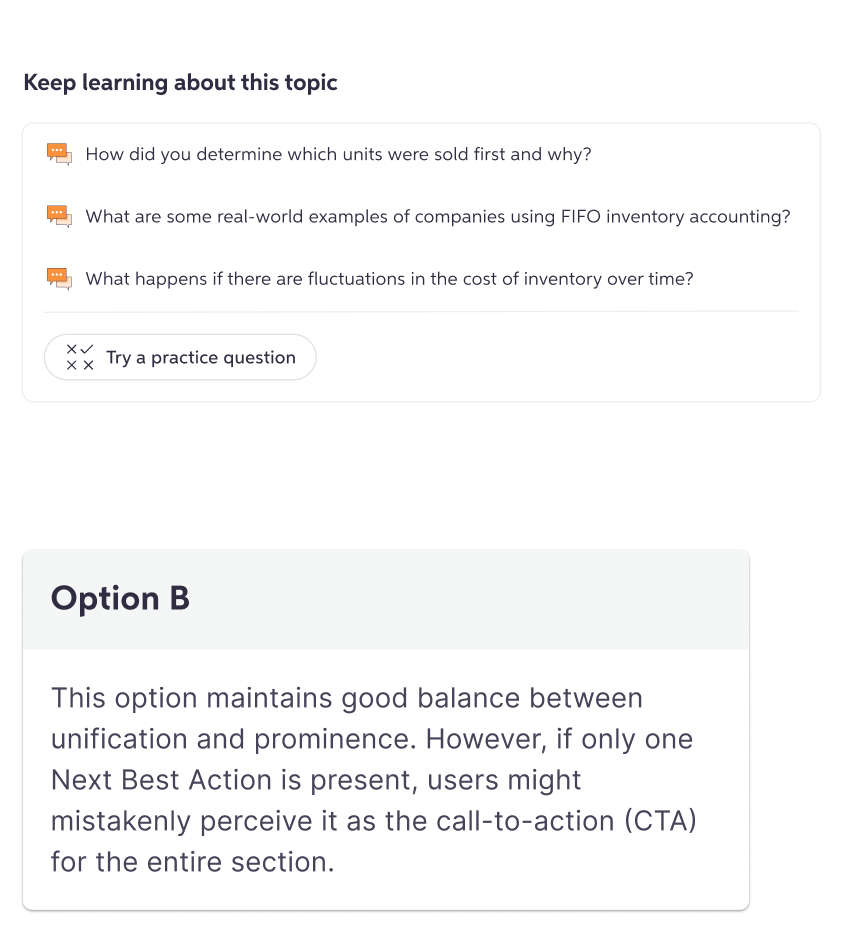 Keep learning about this topic
How did you determine which units were sold first and why?
What are some real-world examples of companies using FIFO inventory accounting?
What happens if there are fluctuations in the cost of inventory over time?
Try a practice question
Option B
This option maintains good balance between
unification and prominence. However, if only one
Next Best Action is present, users might
mistakenly perceive it as the call-to-action (CTA)
for the entire section.